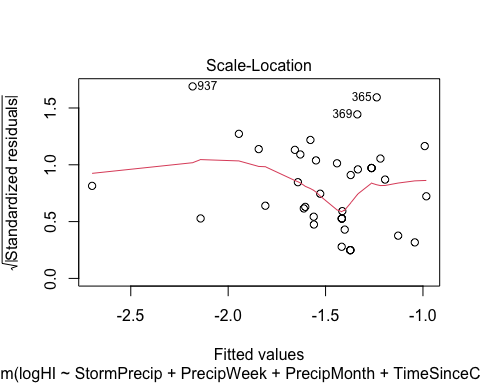 Scale-Location
937
365
369
√|Standardized residuals|
1.5
1.0
0.5
0.0
-2.5 -2.0 -1.5 -1.0
Fitted values
m(logHI ~ StormPrecip + PrecipWeek + PrecipMonth + TimeSinceC